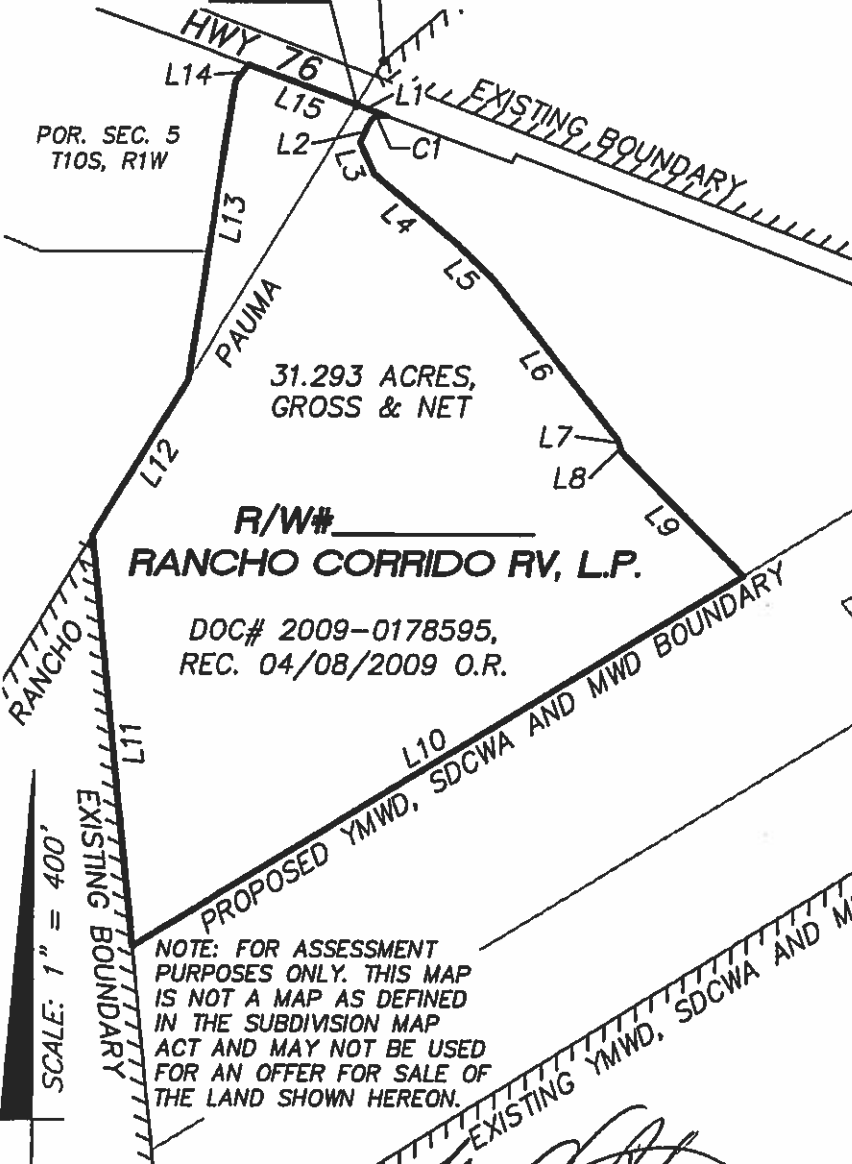 HWY 76
L14
L15
L1
EXISTING BOUNDARY
POR. SEC. 5
T10S, R1W
L2
C1
L3
L13
L4
L5
PAUMA
L6
31.293 ACRES,
GROSS & NET
L7
L8
L12
L9
R/W#
RANCHO CORRIDO RV, L.P.
DOC# 2009-0178595,
REC. 04/08/2009 O.R.
RANCHO
L11
L10
PROPOSED YMWD, SDCWA AND MWD BOUNDARY
EXISTING BOUNDARY
SCALE: 1" = 400'
NOTE: FOR ASSESSMENT
PURPOSES ONLY. THIS MAP
IS NOT A MAP AS DEFINED
IN THE SUBDIVISION MAP
ACT AND MAY NOT BE USED
FOR AN OFFER FOR SALE OF
THE LAND SHOWN HEREON.
EXISTING YMWD, SDCWA AND